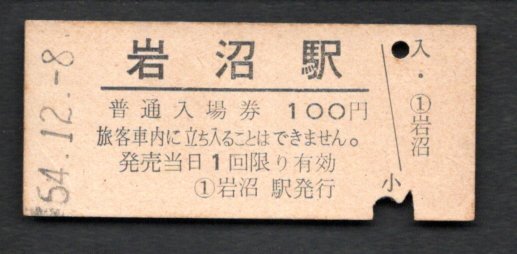 岩沼駅
普通入場券 100円
旅客車内に立ち入ることはできません。
発売当日1回限り有効
①岩沼 駅発行
54.12.-8
入・①岩沼
小